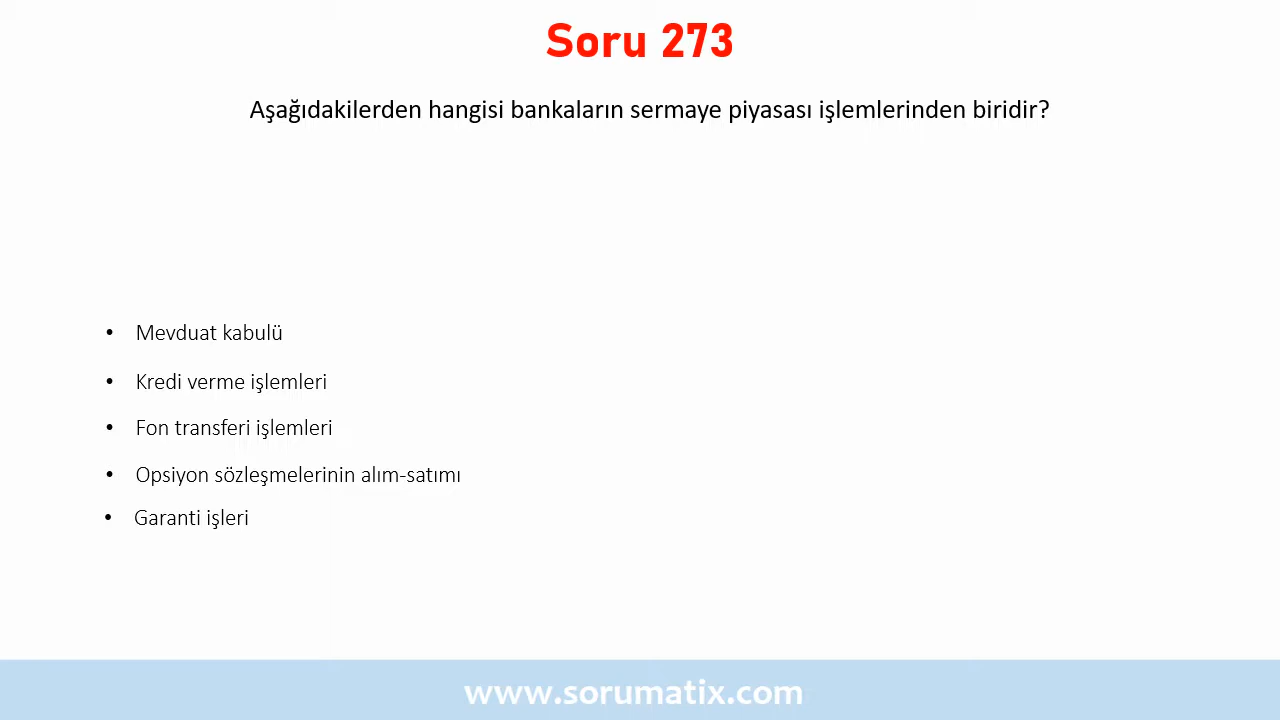 Soru 273
Aşağıdakilerden hangisi bankaların sermaye piyasası işlemlerinden biridir?
• Mevduat kabulü
• Kredi verme işlemleri
• Fon transferi işlemleri
• Opsiyon sözleşmelerinin alım-satımı
• Garanti işleri
www.sorumatix.com